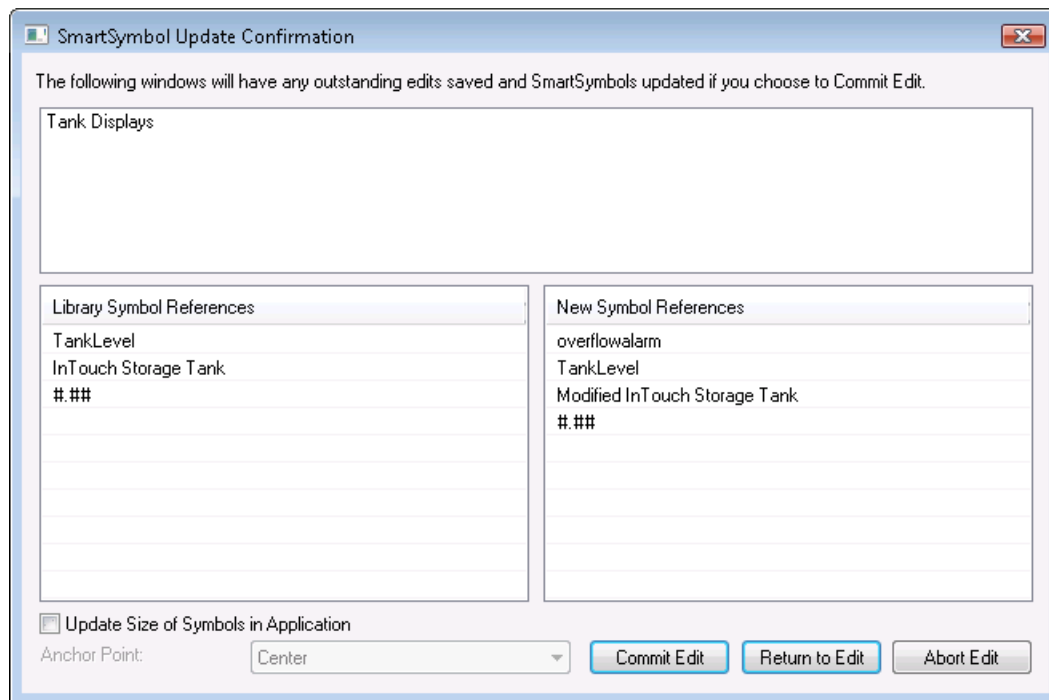 SmartSymbol Update Confirmation
The following windows will have any outstanding edits saved and SmartSymbols updated if you choose to Commit Edit.
Tank Displays
Library Symbol References
TankLevel
InTouch Storage Tank
#.##
New Symbol References
overflowalarm
TankLevel
Modified InTouch Storage Tank
#.##
Update Size of Symbols in Application
Anchor Point:
Center
Commit Edit
Return to Edit
Abort Edit